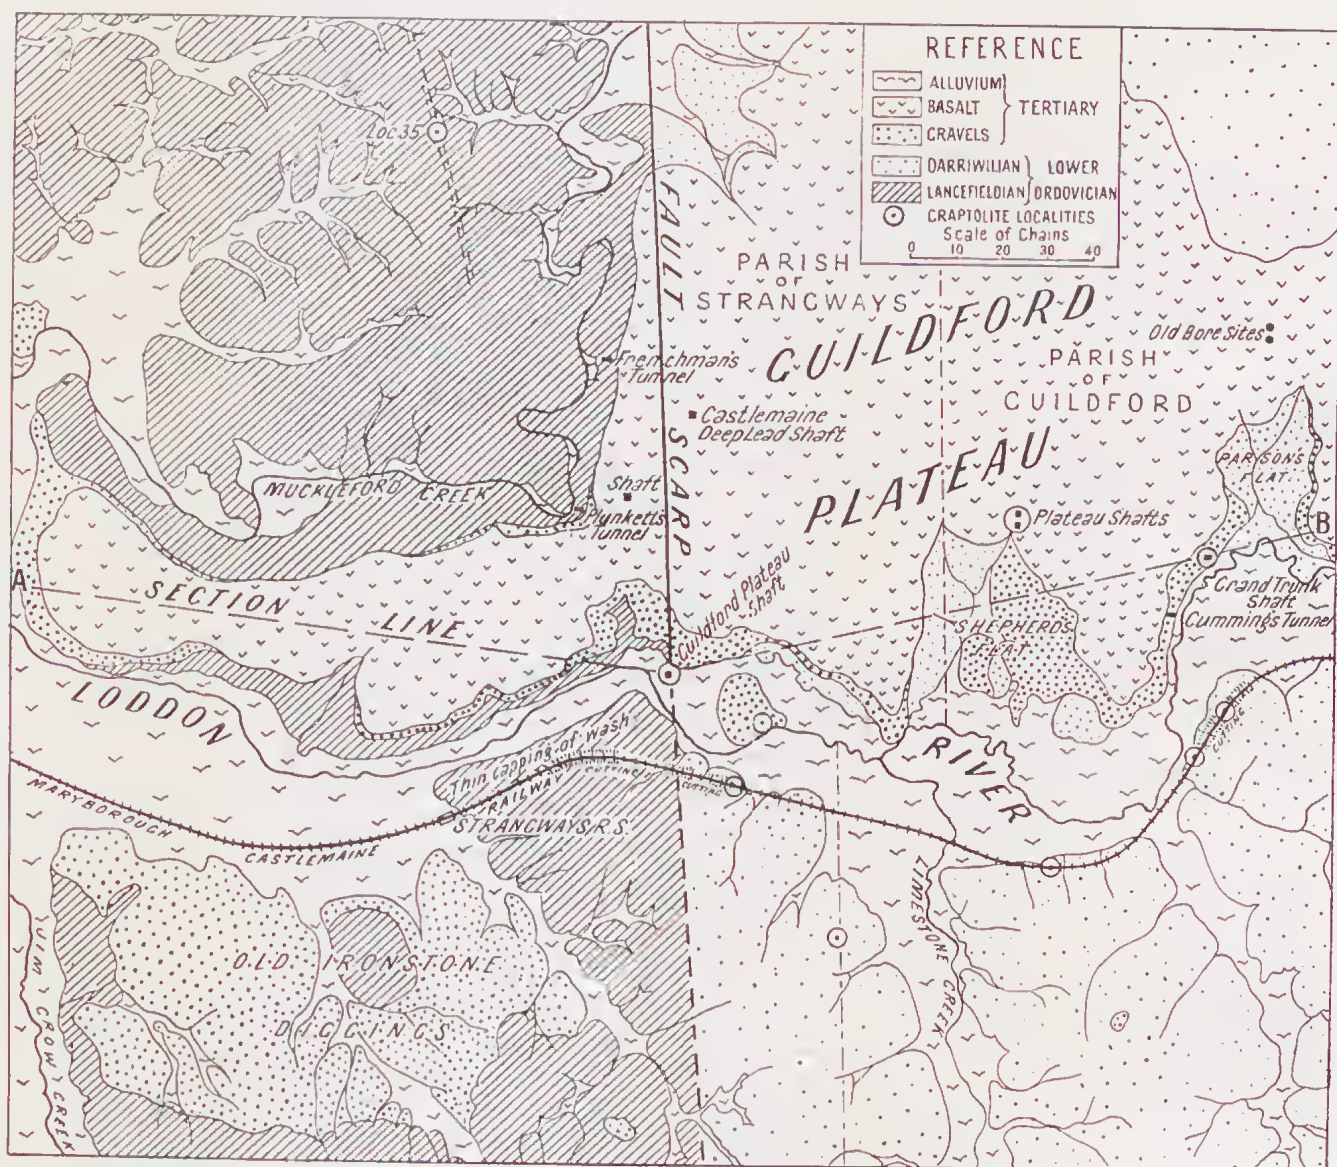 REFERENCE
ALLUVIUM
BASALT
TERTIARY
GRAVELS
DARRIWILIAN
LOWER
LANCEFIELDIAN
ORDOVICIAN
GRAPTOLITE LOCALITIES
Scale of Chains
0 10 20 30 40
Loc 35
FAULT
SCARP
PARISH
OF
STRANGWAYS
GUILDFORD
PLATEAU
Old Bore Sites
PARISH
OF
GUILDFORD
Frenchman's
Tunnel
Castlemaine
Deep Lead Shaft
MUCKLEFORD CREEK
Shaft
Plunketts
Tunnel
PARSONS
FLAT
Plateau Shafts
A
B
SECTION LINE
Guildford Plateau
Shaft
Grand Trunk
Shaft
Cummings Tunnel
SHEPHERDS
FLAT
LODDON
RIVER
Thin capping of wash
CUTTING
CUTTING
CUTTING
RAILWAY
STRANGWAYS R.S.
MARYBOROUGH
CASTLEMAINE
LIMESTONE CREEK
OLD IRONSTONE
DIGGINGS
JIM CROW CREEK